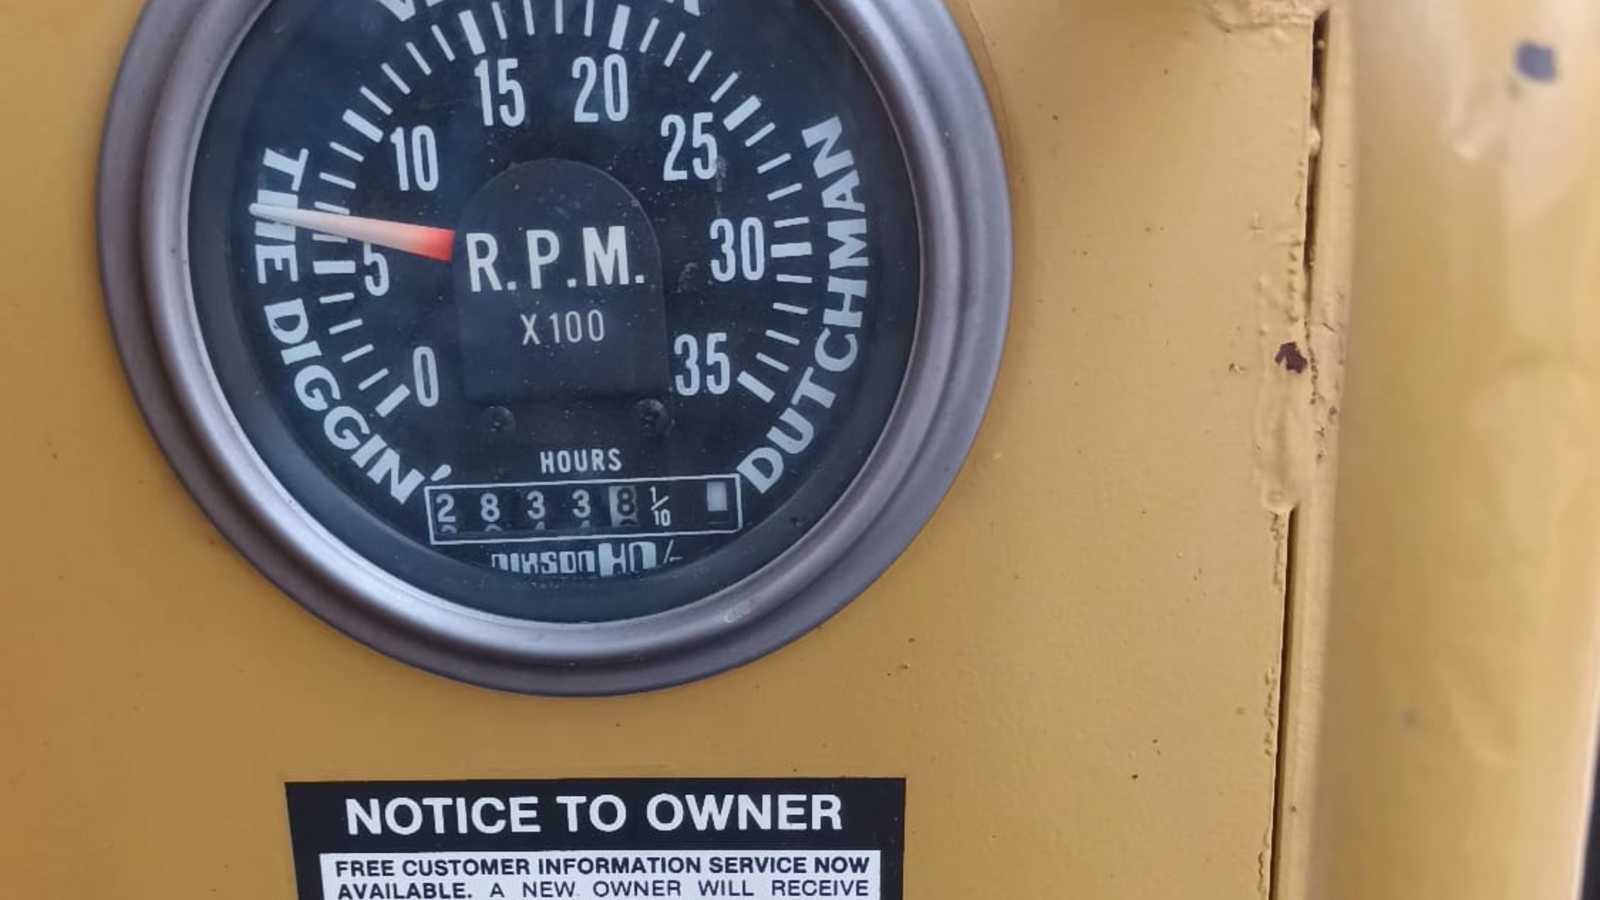 15 20
10 25
5 30
0 35
R.P.M.
X100
THE DIGGIN' DUTCHMAN
HOURS
2 8 3 3 8 1/10
NOTICE TO OWNER
FREE CUSTOMER INFORMATION SERVICE NOW
AVAILABLE. A NEW OWNER WILL RECEIVE